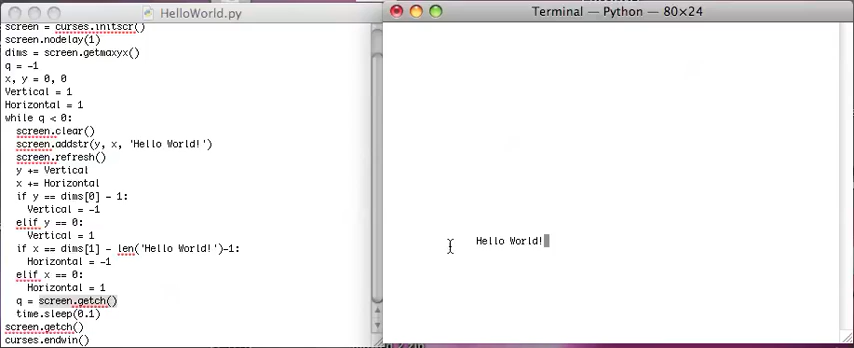 HelloWorld.py
screen = curses.initscr()
screen.nodelay(1)
dims = screen.getmaxyx()
q = -1
x, y = 0, 0
Vertical = 1
Horizontal = 1
while q < 0:
  screen.clear()
  screen.addstr(y, x, 'Hello World!')
  screen.refresh()
  y += Vertical
  x += Horizontal
  if y == dims[0] - 1:
    Vertical = -1
  elif y == 0:
    Vertical = 1
  if x == dims[1] - len('Hello World!')-1:
    Horizontal = -1
  elif x == 0:
    Horizontal = 1
  q = screen.getch()
  time.sleep(0.1)
screen.getch()
curses.endwin()
Terminal — Python — 80×24
Hello World!